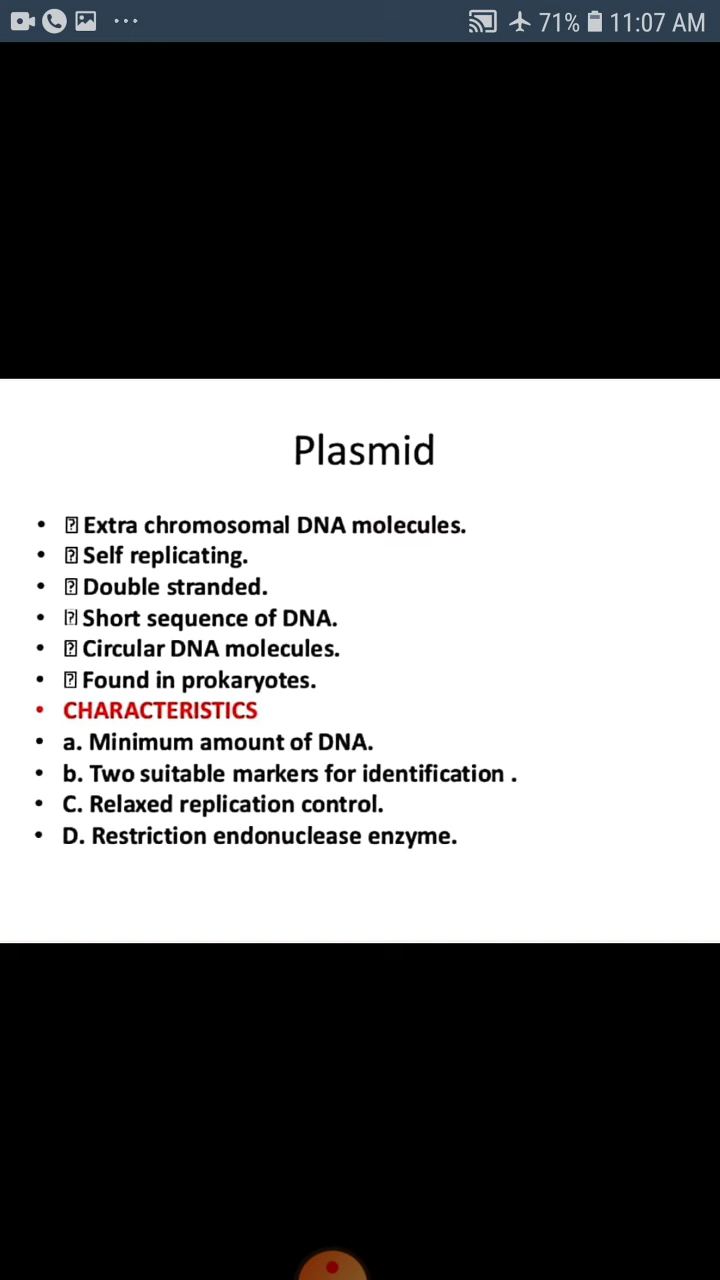 71% 11:07 AM
Plasmid
• ⍰ Extra chromosomal DNA molecules.
• ⍰ Self replicating.
• ⍰ Double stranded.
• ⍰ Short sequence of DNA.
• ⍰ Circular DNA molecules.
• ⍰ Found in prokaryotes.
• CHARACTERISTICS
• a. Minimum amount of DNA.
• b. Two suitable markers for identification .
• C. Relaxed replication control.
• D. Restriction endonuclease enzyme.